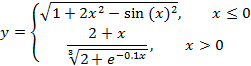 y = { √(1 + 2x² − sin (x)²), x ≤ 0
(2 + x) / ∛(2 + e^(−0.1x)), x > 0